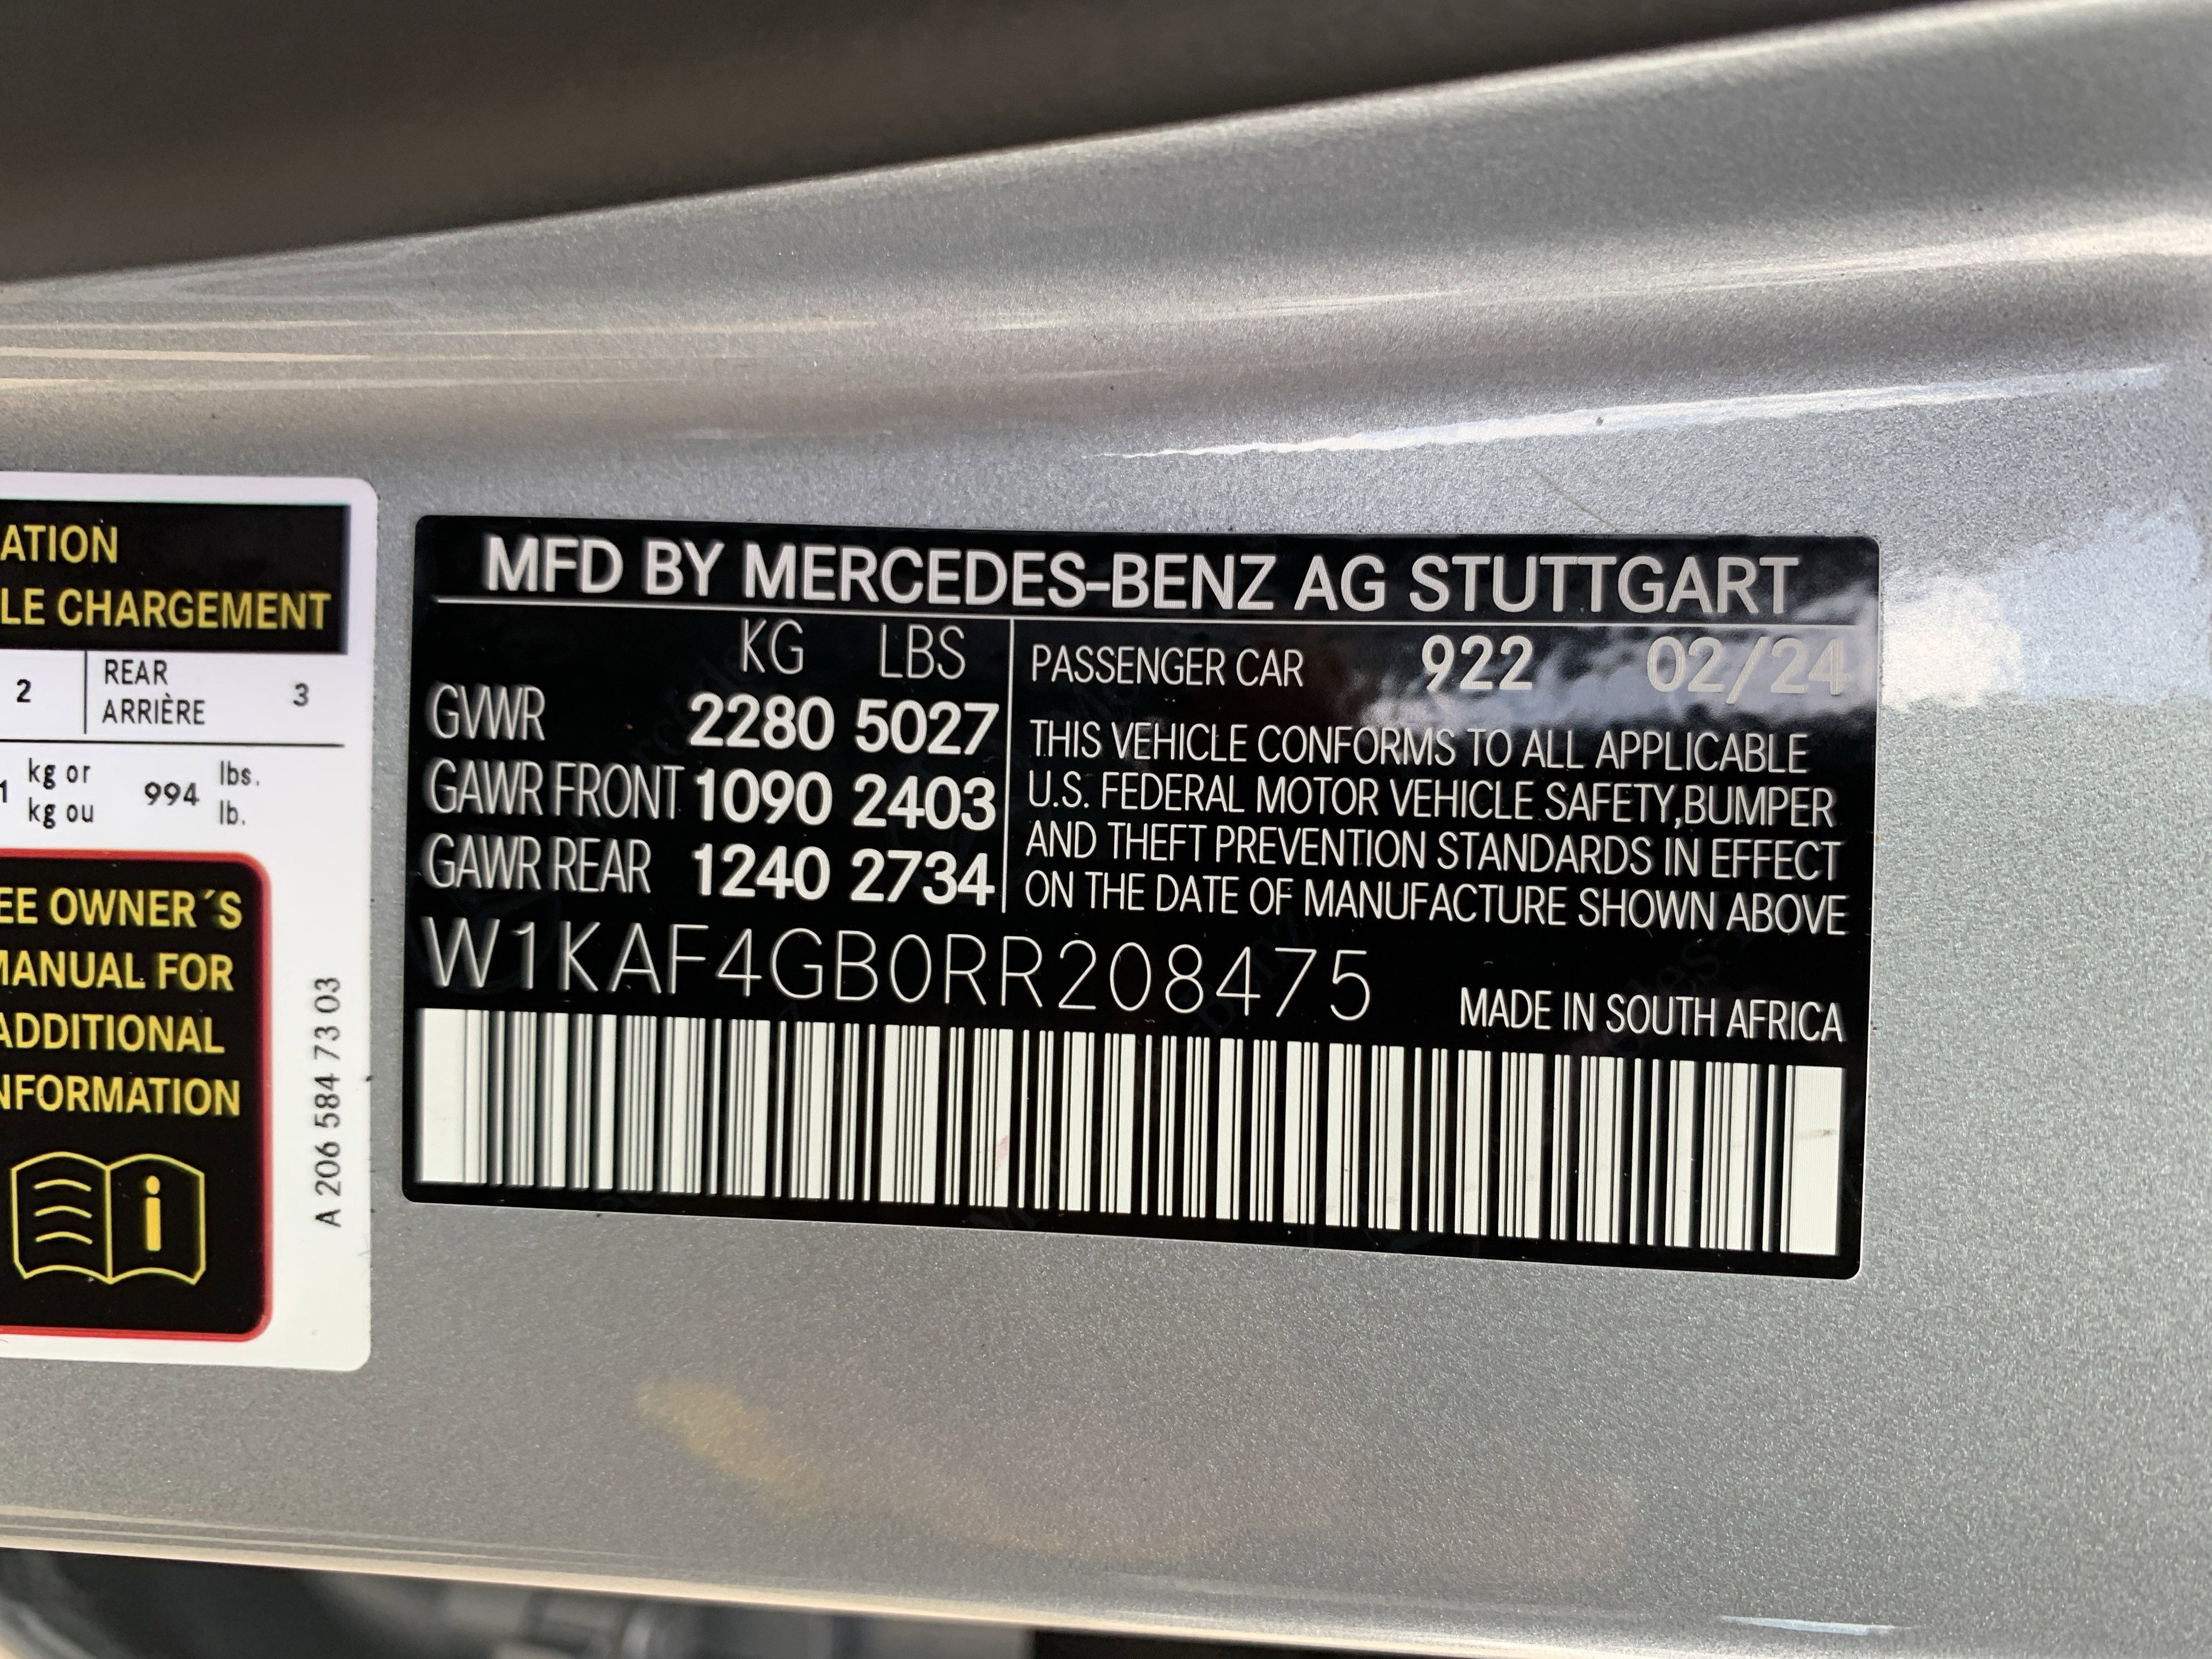 ATION
LE CHARGEMENT
2 REAR 3
ARRIÈRE
kg or 994 lbs.
kg ou lb.
EE OWNER´S
MANUAL FOR
ADDITIONAL
NFORMATION
i
A 206 584 73 03
MFD BY MERCEDES-BENZ AG STUTTGART
KG LBS
GVWR 2280 5027
GAWR FRONT 1090 2403
GAWR REAR 1240 2734
PASSENGER CAR 922 02/24
THIS VEHICLE CONFORMS TO ALL APPLICABLE
U.S. FEDERAL MOTOR VEHICLE SAFETY,BUMPER
AND THEFT PREVENTION STANDARDS IN EFFECT
ON THE DATE OF MANUFACTURE SHOWN ABOVE
W1KAF4GB0RR208475
MADE IN SOUTH AFRICA